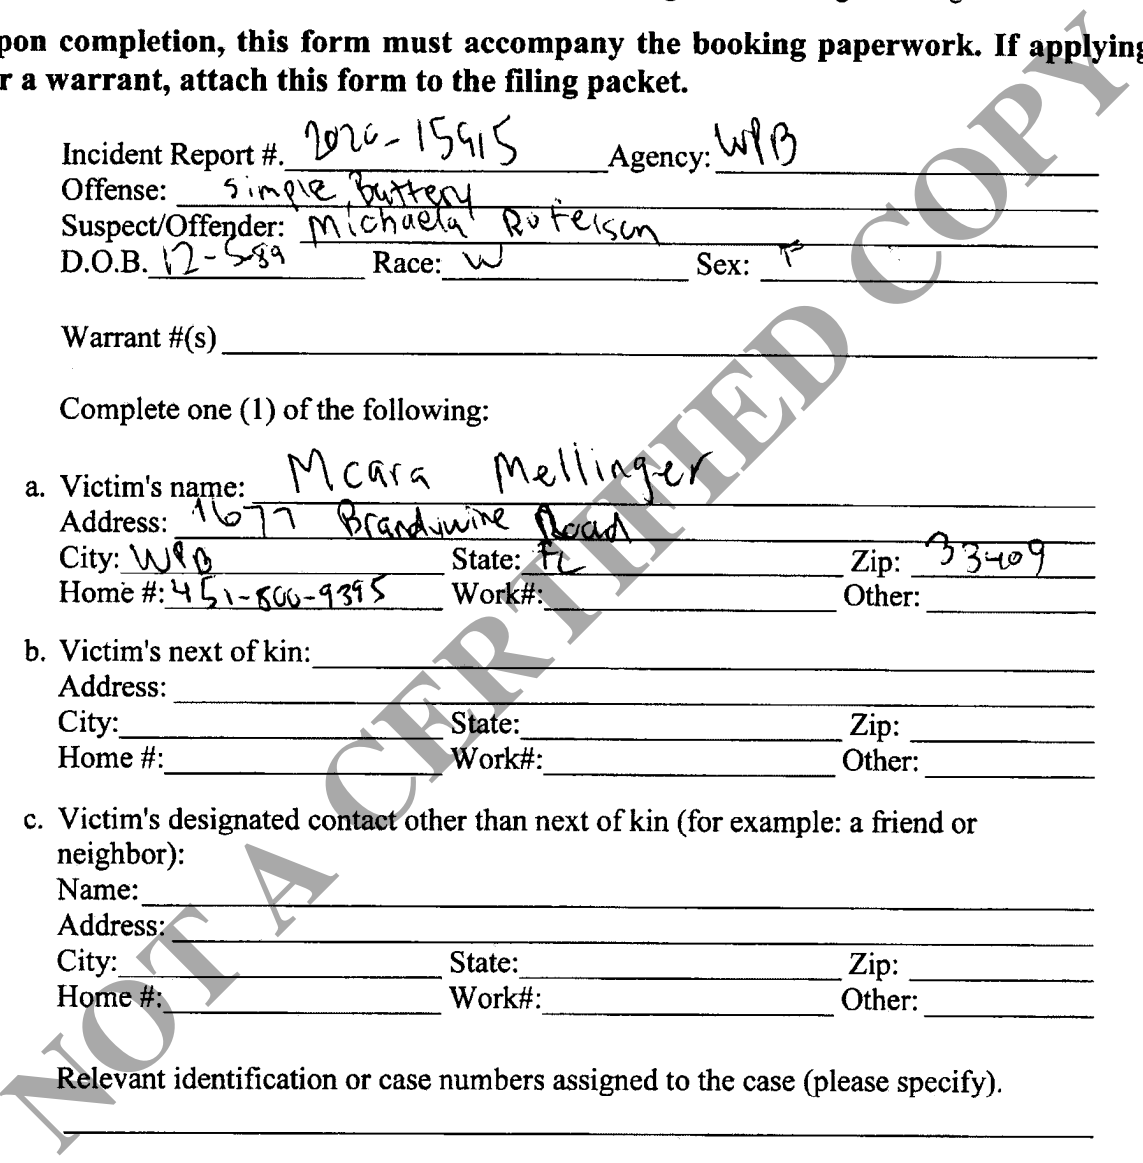 pon completion, this form must accompany the booking paperwork. If applying
r a warrant, attach this form to the filing packet.
Incident Report #. 2020-15915 Agency: WPB
Offense: Simple Battery
Suspect/Offender: Michaela
D.O.B. 12-5-89 Race: W Sex: F
Warrant #(s)
Complete one (1) of the following:
a. Victim's name: Mcara Mellinger
Address: 1677 Brandywine Road
City: WPB State: FL Zip: 33409
Home #: 451-800-9395 Work#: Other:
b. Victim's next of kin:
Address:
City: State: Zip:
Home #: Work#: Other:
c. Victim's designated contact other than next of kin (for example: a friend or
neighbor):
Name:
Address:
City: State: Zip:
Home #: Work#: Other:
Relevant identification or case numbers assigned to the case (please specify).
NOT A CERTIFIED COPY